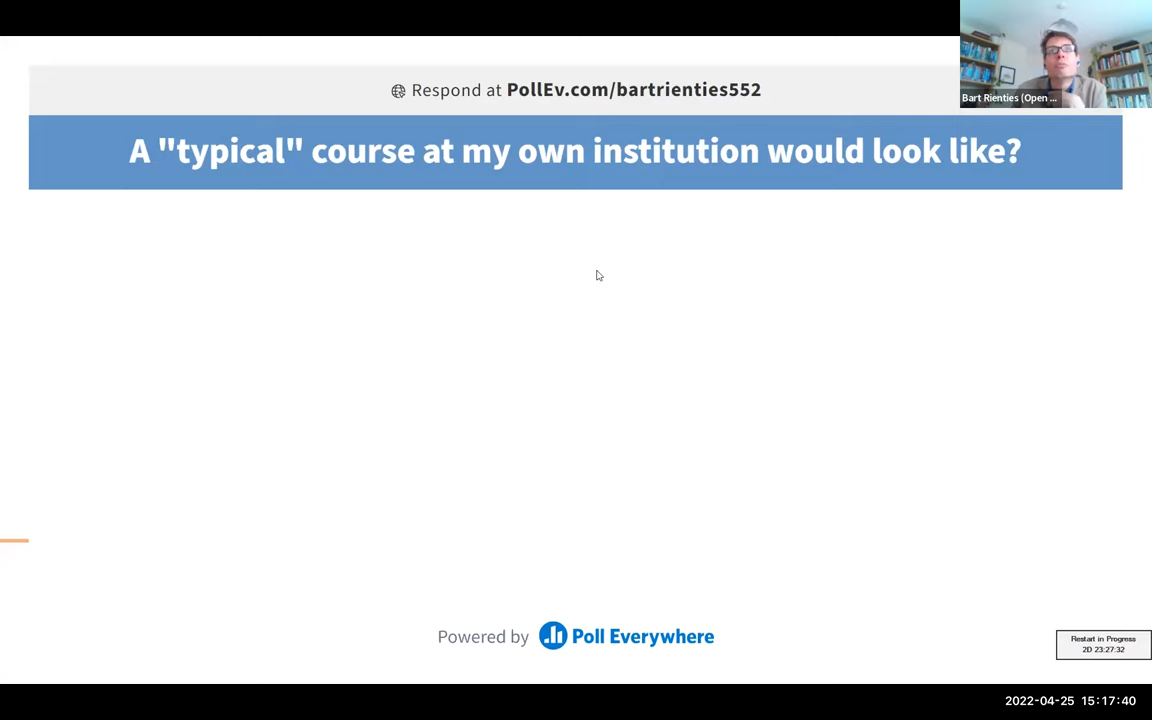 Respond at PollEv.com/bartrienties552
Bart Rienties (Open ...
A "typical" course at my own institution would look like?
Powered by Poll Everywhere
Restart in Progress
2D 23:27:32
2022-04-25 15:17:40